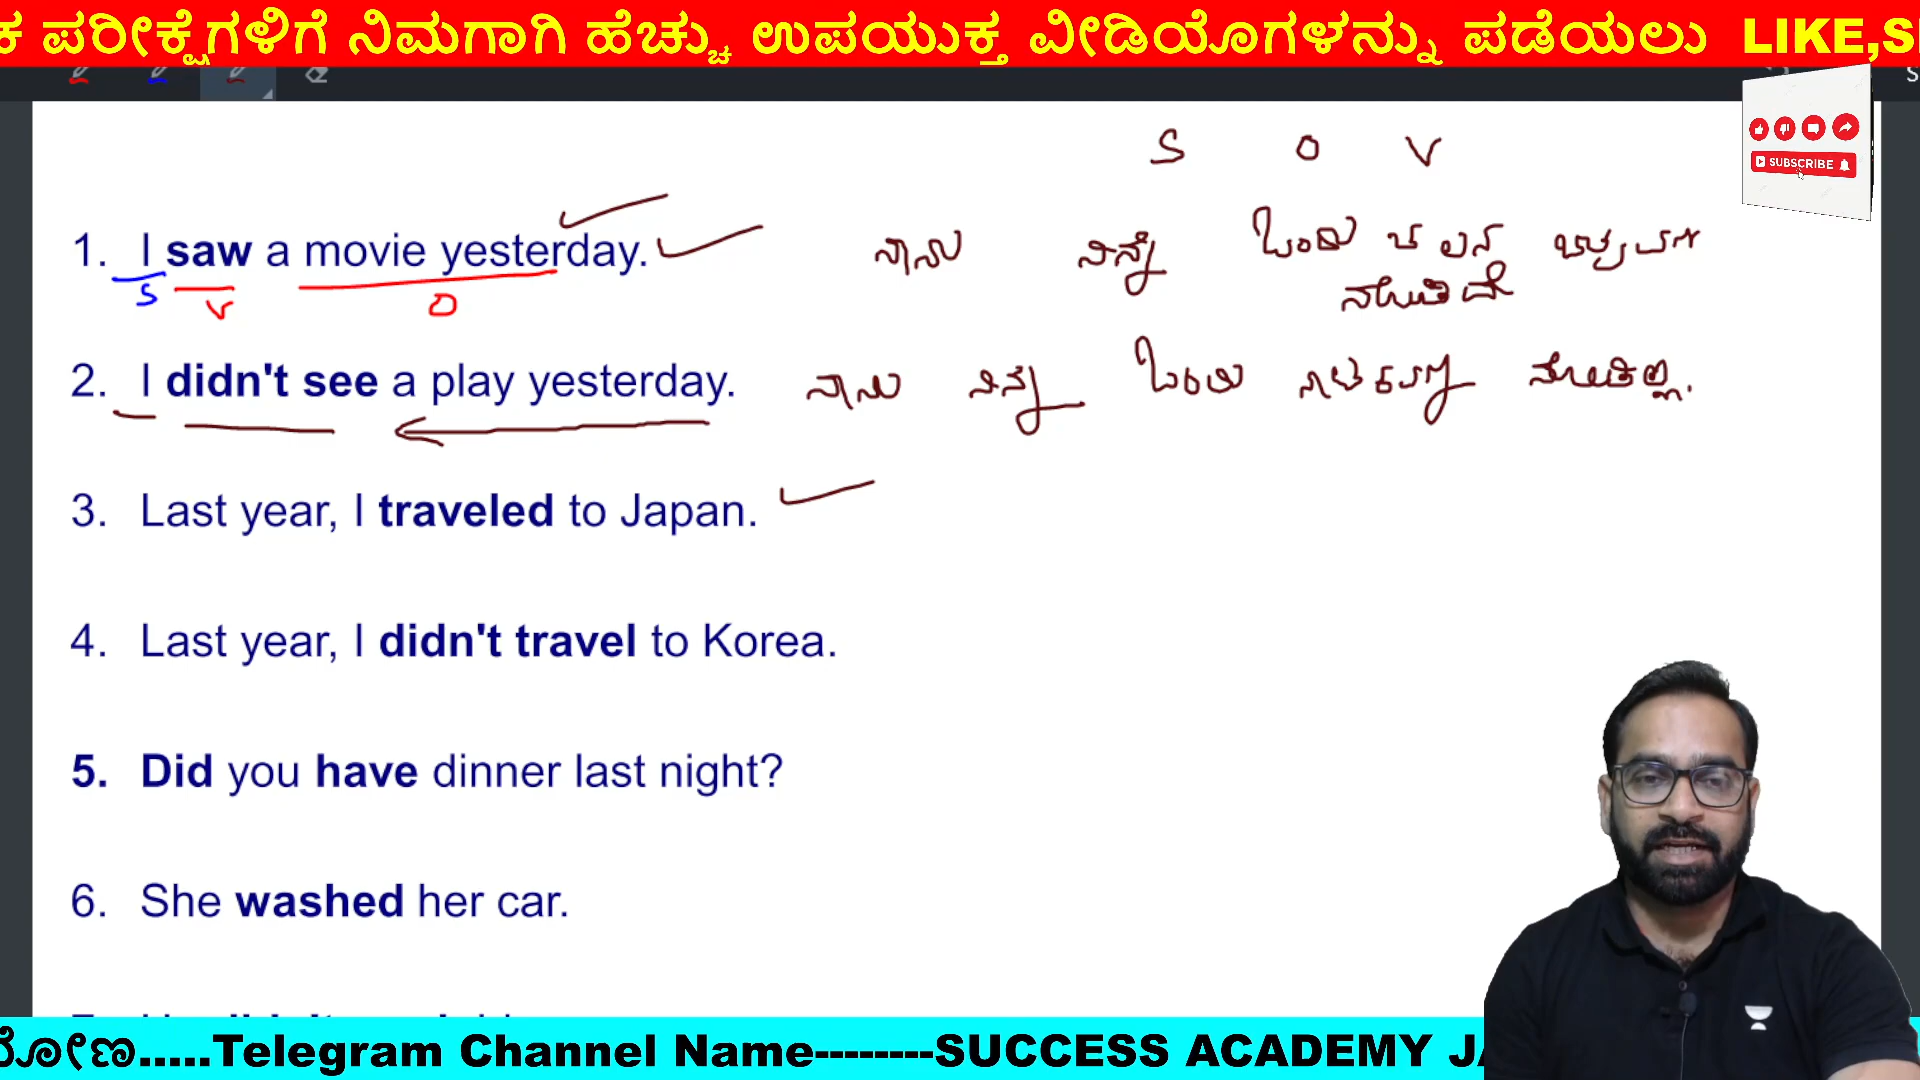 ಕ ಪರೀಕ್ಷೆಗಳಿಗೆ ನಿಮಗಾಗಿ ಹೆಚ್ಚು ಉಪಯುಕ್ತ ವೀಡಿಯೊಗಳನ್ನು ಪಡೆಯಲು LIKE,S
SUBSCRIBE
S O V
1. I saw a movie yesterday. ನಾನು ನಿನ್ನೆ ಒಂದು ಚಲನ
S V O
2. I didn't see a play yesterday. ನಾನು ನಿನ್ನೆ ಒಂದು ನಾಟಕವನ್ನು ನೋಡಿಲ್ಲ.
3. Last year, I traveled to Japan.
4. Last year, I didn't travel to Korea.
5. Did you have dinner last night?
6. She washed her car.
ರೋಣ.....Telegram Channel Name--------SUCCESS ACADEMY JA